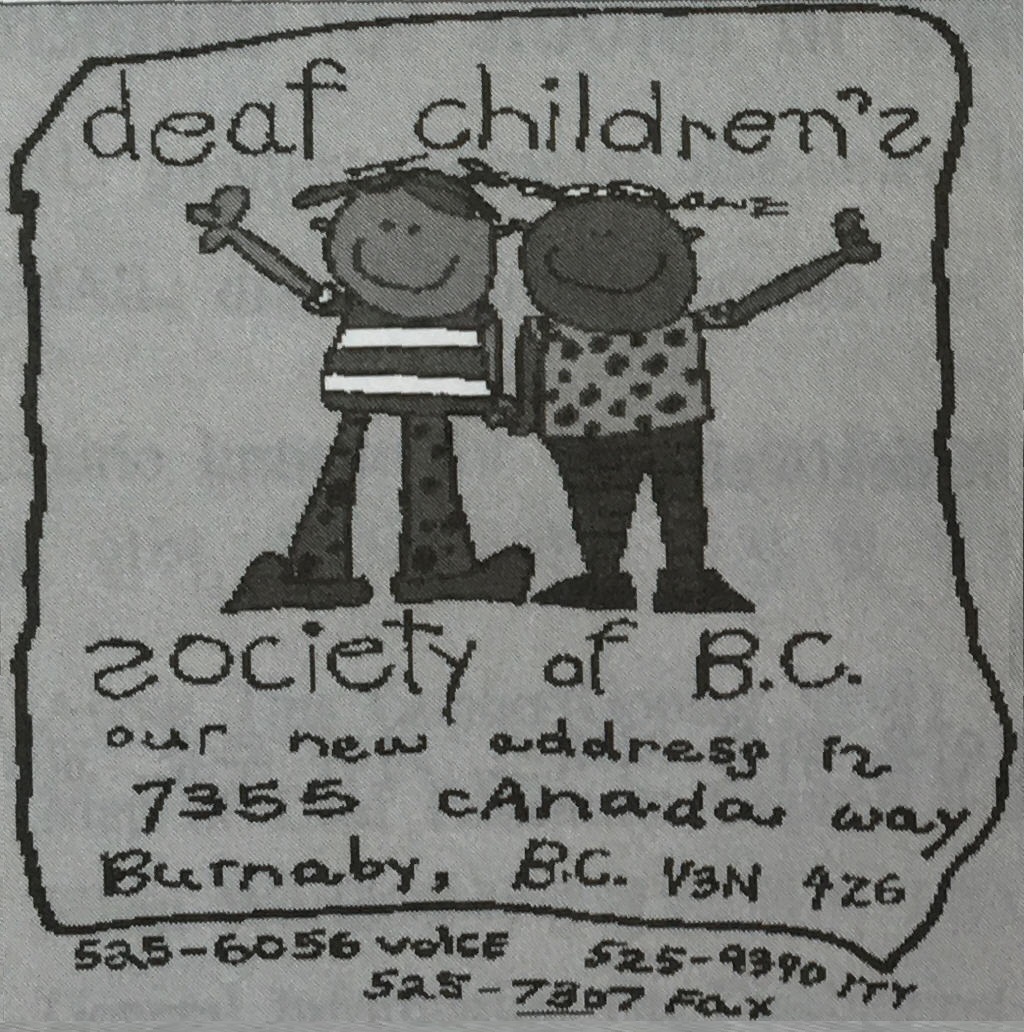 deaf children's
society of B.C.
our new address is
7355 cAnada way
Burnaby, B.C. V3N 4Z6
525-6056 voICE 525-9390 TTY
525-7307 FAX